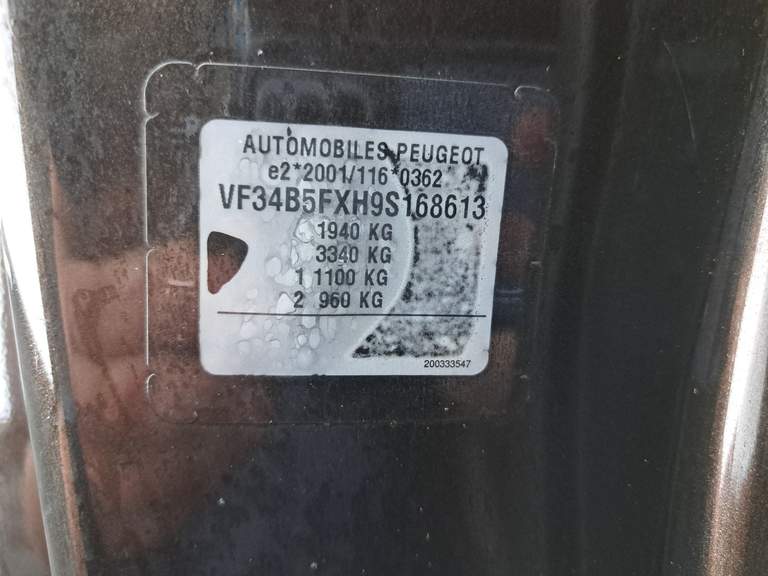 AUTOMOBILES PEUGEOT
e2*2001/116*0362
VF34B5FXH9S168613
1940 KG
3340 KG
1 1100 KG
2 960 KG
200333547